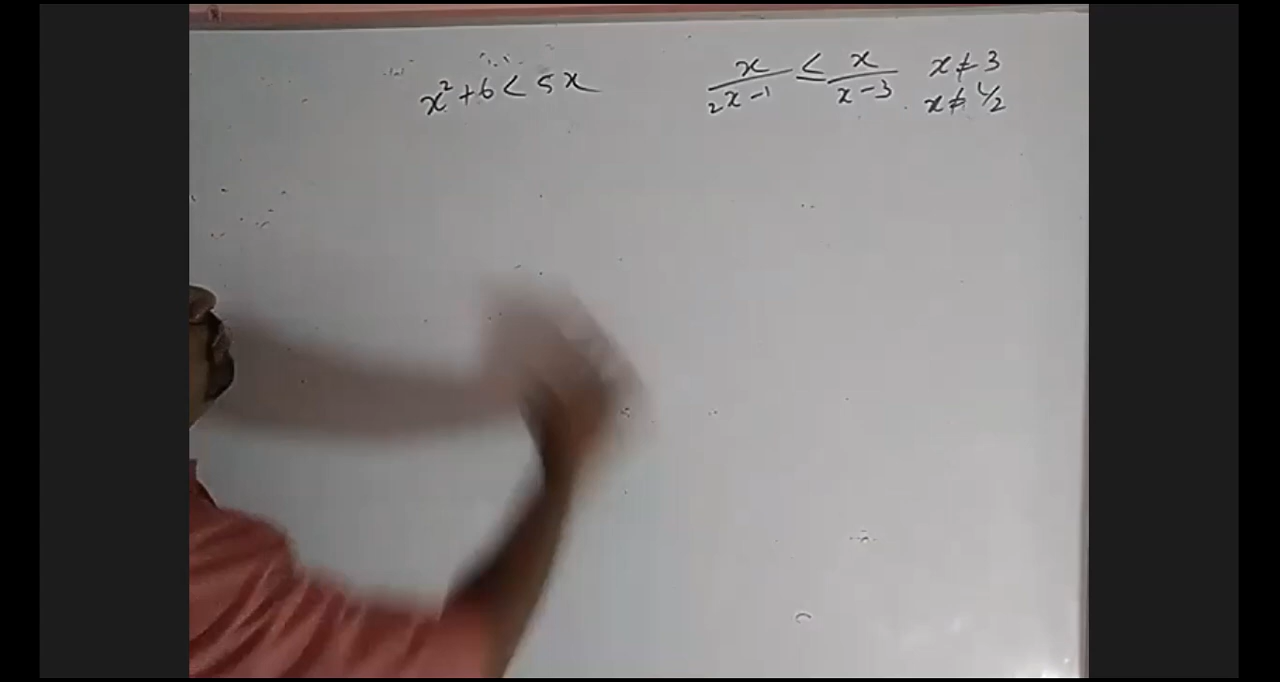 x² + 6 < 5x
x/(2x-1) ≤ x/(x-3) x ≠ 3
x ≠ 1/2